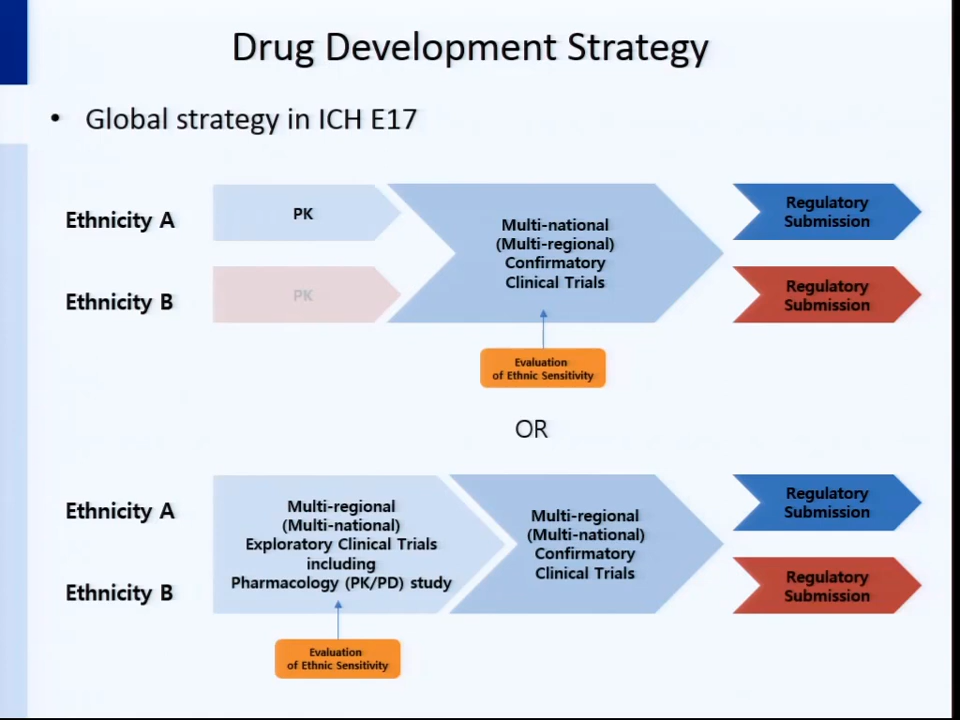 Drug Development Strategy
• Global strategy in ICH E17
Ethnicity A
PK
Multi-national
(Multi-regional)
Confirmatory
Clinical Trials
Regulatory
Submission
Ethnicity B
PK
Regulatory
Submission
Evaluation
of Ethnic Sensitivity
OR
Ethnicity A
Multi-regional
(Multi-national)
Exploratory Clinical Trials
including
Pharmacology (PK/PD) study
Multi-regional
(Multi-national)
Confirmatory
Clinical Trials
Regulatory
Submission
Ethnicity B
Regulatory
Submission
Evaluation
of Ethnic Sensitivity